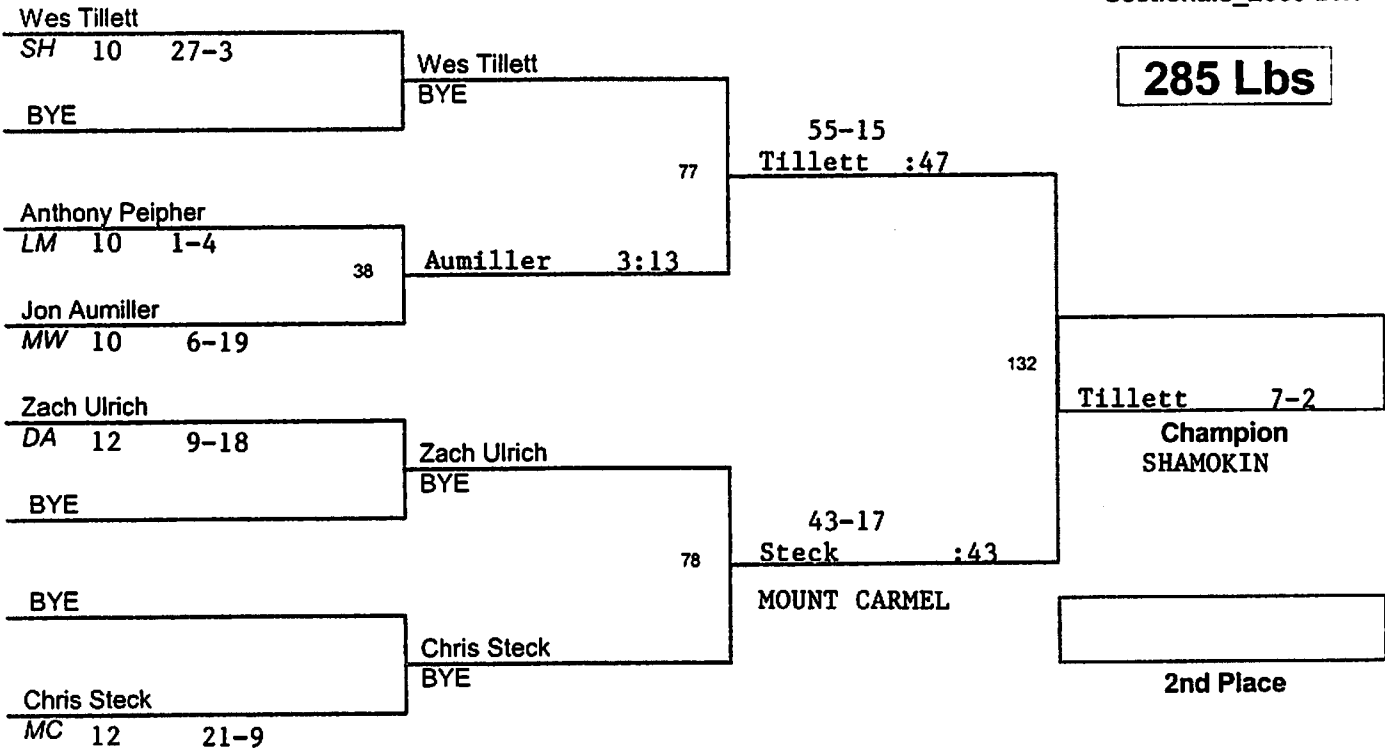 Wes Tillett
SH 10 27-3
BYE
Wes Tillett
BYE
285 Lbs
55-15
Tillett :47
77
Anthony Peipher
LM 10 1-4
38
Aumiller 3:13
Jon Aumiller
MW 10 6-19
132
Tillett 7-2
Champion
SHAMOKIN
Zach Ulrich
DA 12 9-18
BYE
Zach Ulrich
BYE
43-17
Steck :43
78
MOUNT CARMEL
BYE
Chris Steck
BYE
2nd Place
Chris Steck
MC 12 21-9